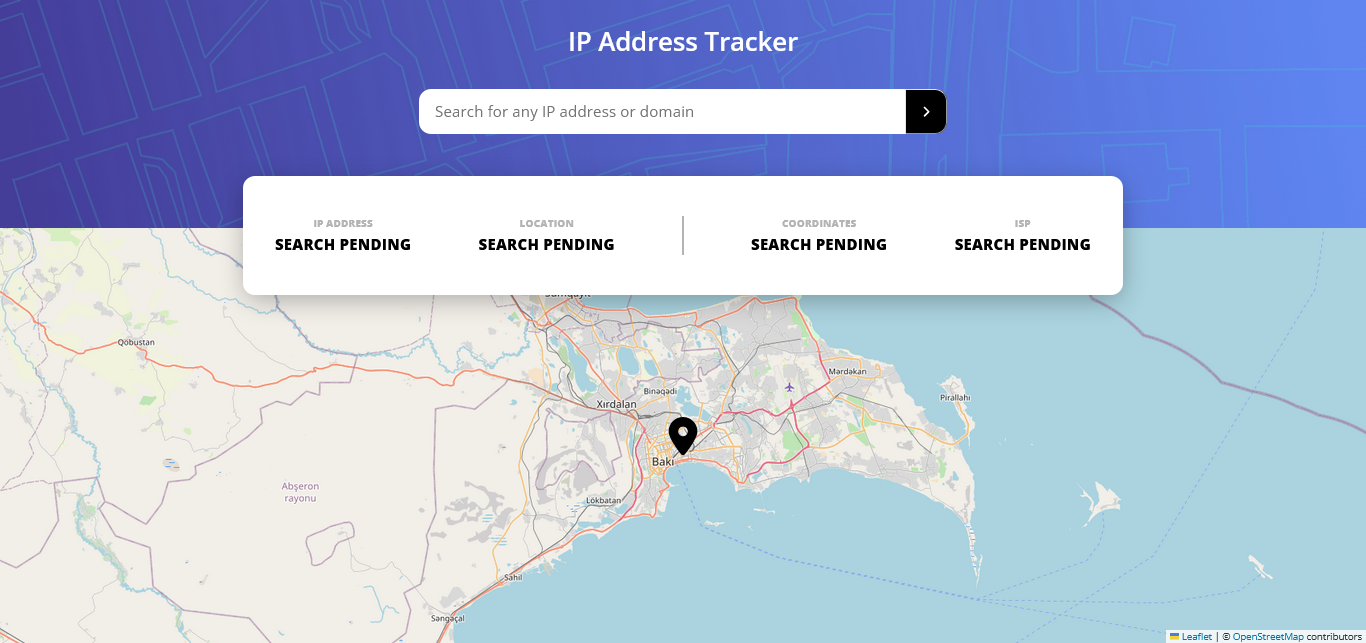 IP Address Tracker
Search for any IP address or domain
IP ADDRESS
SEARCH PENDING
LOCATION
SEARCH PENDING
COORDINATES
SEARCH PENDING
ISP
SEARCH PENDING
Sumqayıt
Qobustan
Mərdəkan
Binəqədi
Pirallahı
Xırdalan
Bakı
Abşeron
rayonu
Lökbatan
Sahil
Səngəçal
Leaflet | © OpenStreetMap contributors